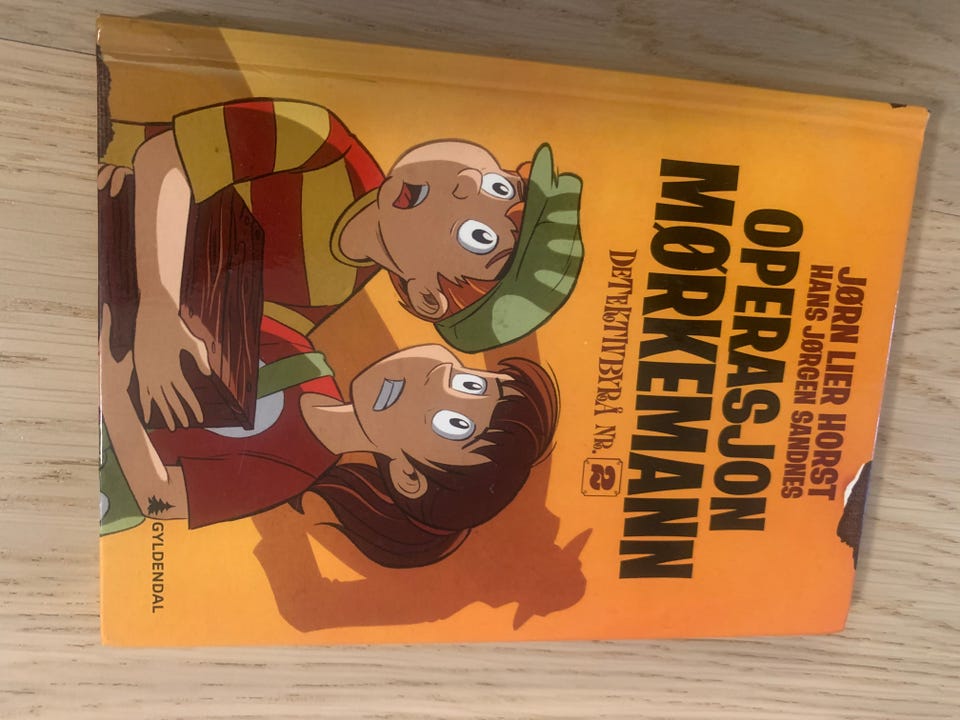 JØRN LIER HORST
HANS JØRGEN SANDNES
OPERASJON
MØRKEMANN
DETEKTIVBYRÅ NR. 2
GYLDENDAL